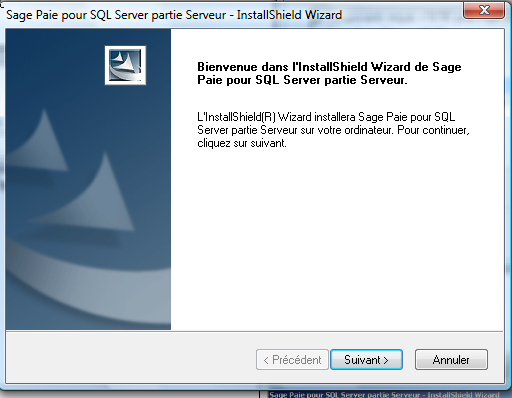 Sage Paie pour SQL Server partie Serveur - InstallShield Wizard
Bienvenue dans l'InstallShield Wizard de Sage
Paie pour SQL Server partie Serveur.
L'InstallShield(R) Wizard installera Sage Paie pour SQL
Server partie Serveur sur votre ordinateur. Pour continuer,
cliquez sur suivant.
< Précédent
Suivant >
Annuler
Sage Paie pour SQL Server partie Serveur - InstallShield Wizard